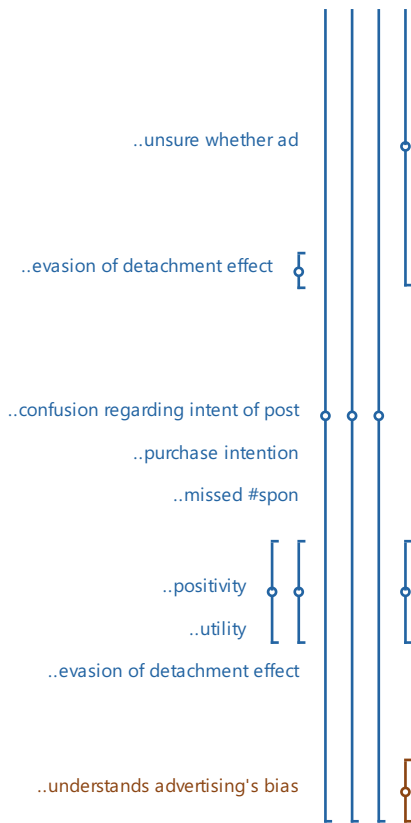 ..unsure whether ad
..evasion of detachment effect
..confusion regarding intent of post
..purchase intention
..missed #spon
..positivity
..utility
..evasion of detachment effect
..understands advertising's bias